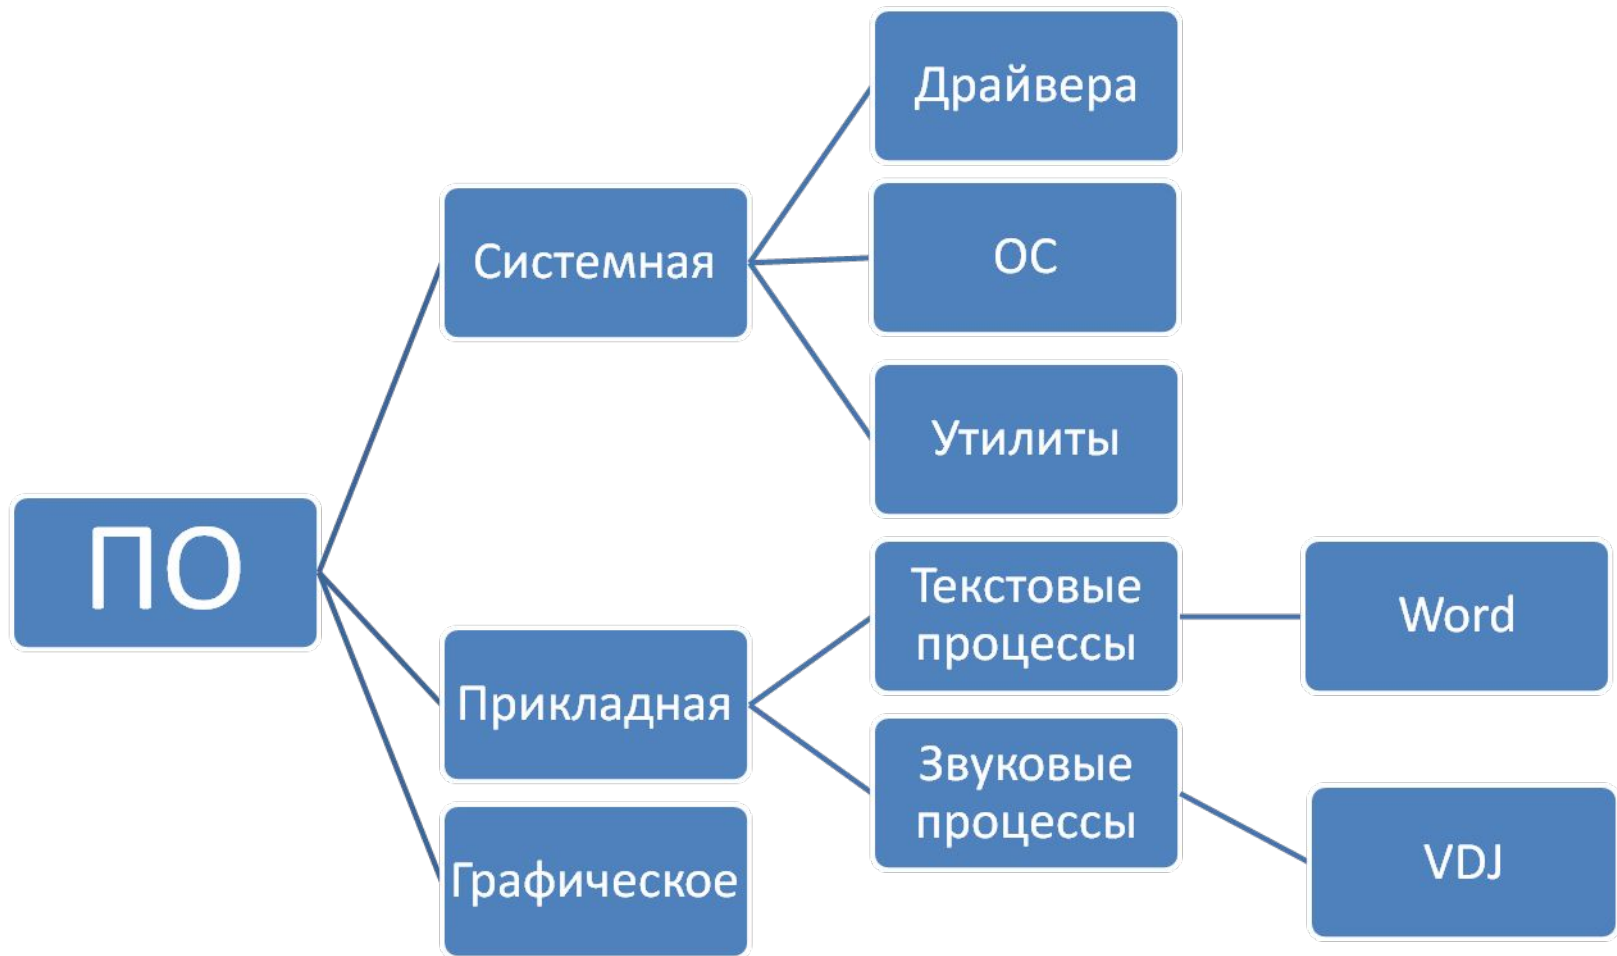 ПО
Системная
Драйвера
ОС
Утилиты
Прикладная
Текстовые
процессы
Word
Звуковые
процессы
VDJ
Графическое